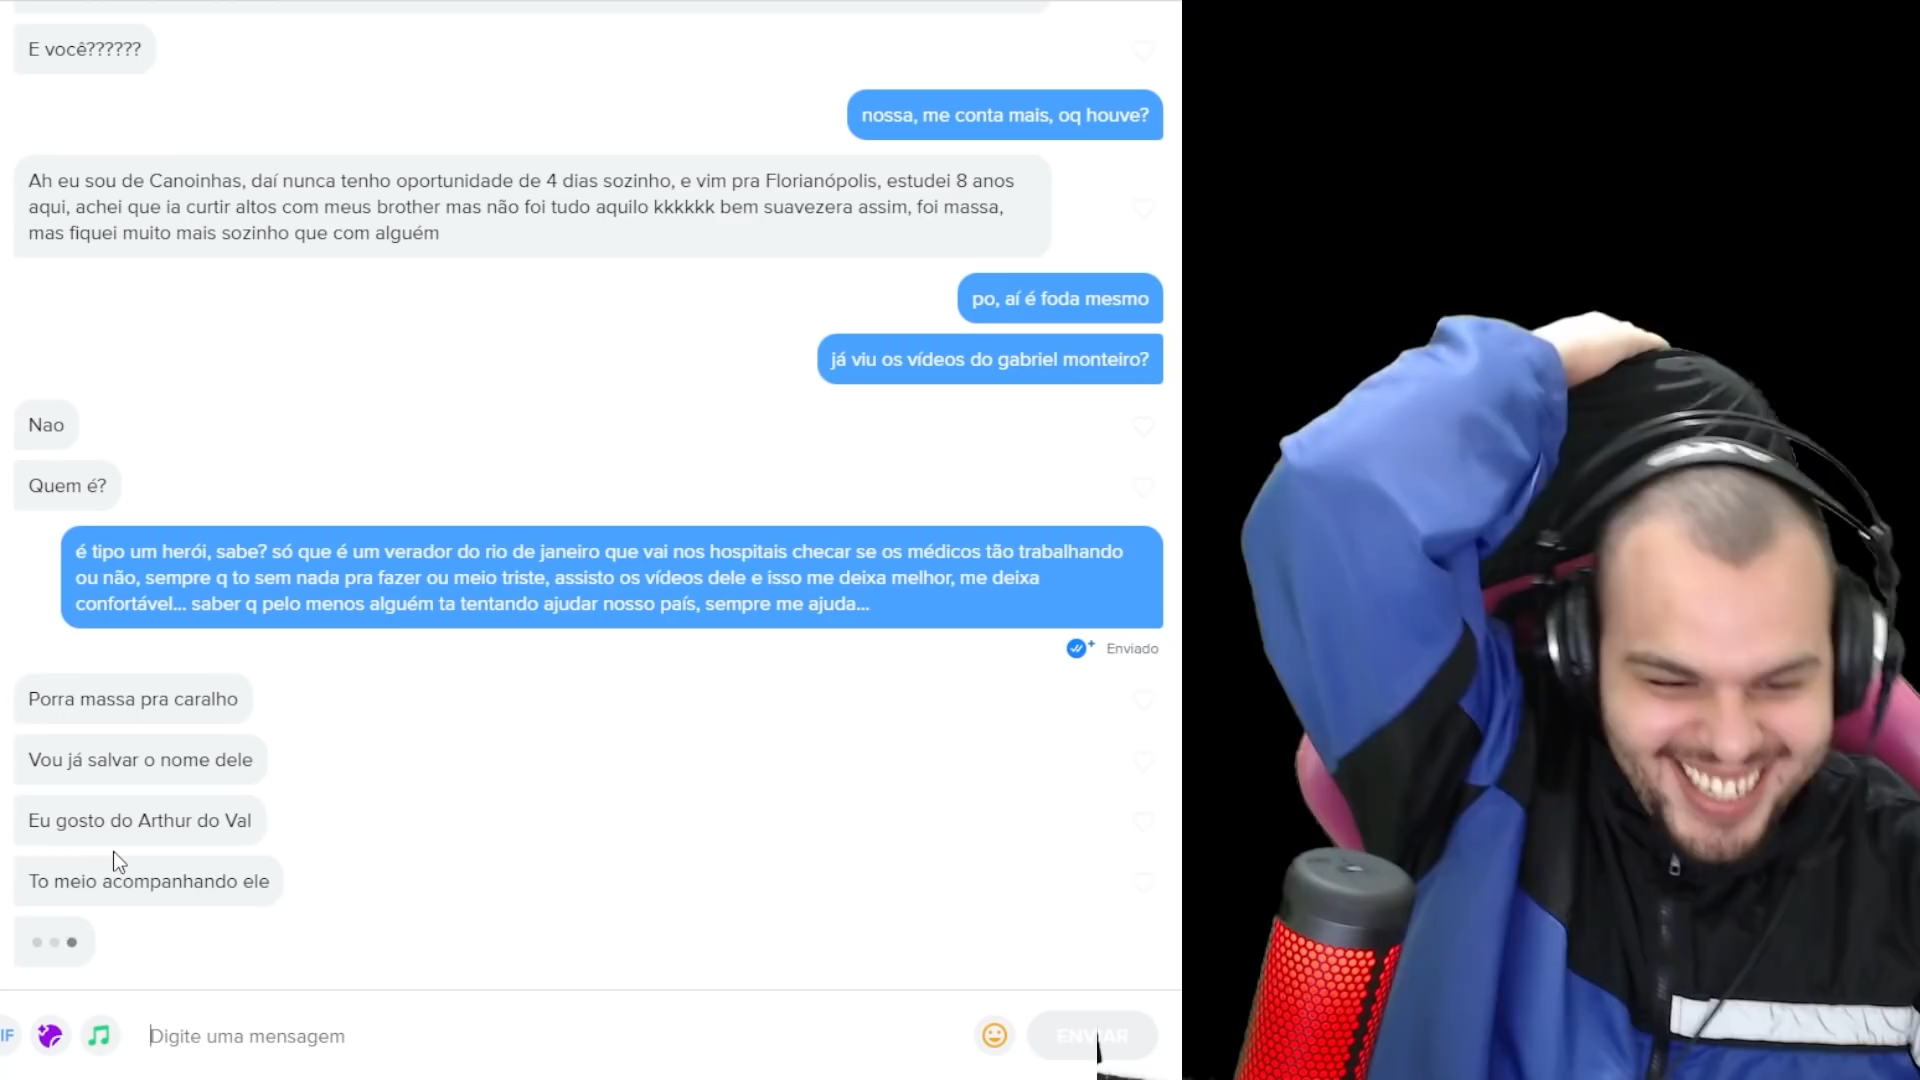 E você??????
nossa, me conta mais, oq houve?
Ah eu sou de Canoinhas, daí nunca tenho oportunidade de 4 dias sozinho, e vim pra Florianópolis, estudei 8 anos
aqui, achei que ia curtir altos com meus brother mas não foi tudo aquilo kkkkkk bem suavezera assim, foi massa,
mas fiquei muito mais sozinho que com alguém
po, aí é foda mesmo
já viu os vídeos do gabriel monteiro?
Nao
Quem é?
é tipo um herói, sabe? só que é um verador do rio de janeiro que vai nos hospitais checar se os médicos tão trabalhando
ou não, sempre q to sem nada pra fazer ou meio triste, assisto os vídeos dele e isso me deixa melhor, me deixa
confortável... saber q pelo menos alguém ta tentando ajudar nosso país, sempre me ajuda...
Enviado
Porra massa pra caralho
Vou já salvar o nome dele
Eu gosto do Arthur do Val
To meio acompanhando ele
IF
Digite uma mensagem
ENVIAR